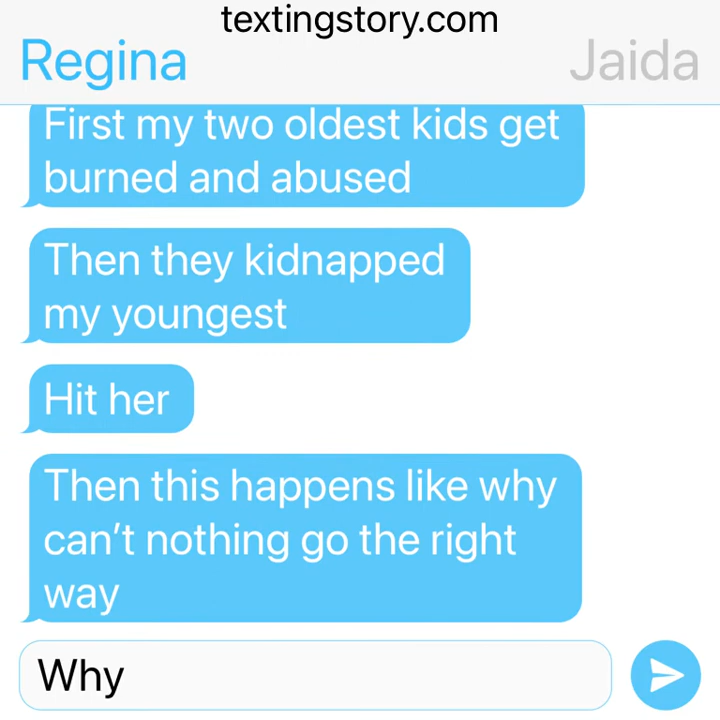 textingstory.com
Regina Jaida
First my two oldest kids get
burned and abused
Then they kidnapped
my youngest
Hit her
Then this happens like why
can’t nothing go the right
way
Why